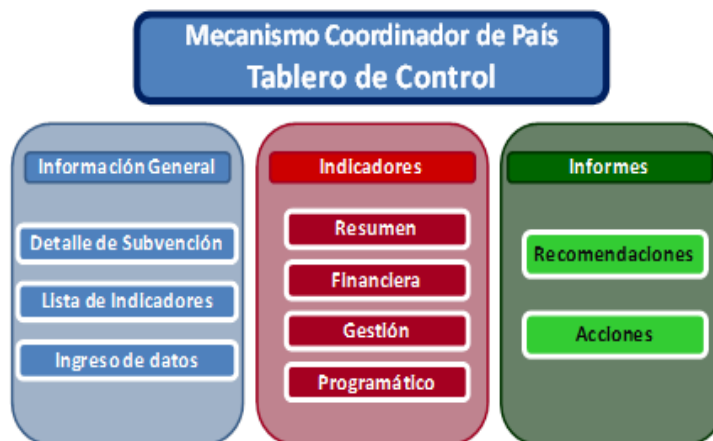 Mecanismo Coordinador de País
Tablero de Control
Información General
Detalle de Subvención
Lista de Indicadores
Ingreso de datos
Indicadores
Resumen
Financiera
Gestión
Programático
Informes
Recomendaciones
Acciones